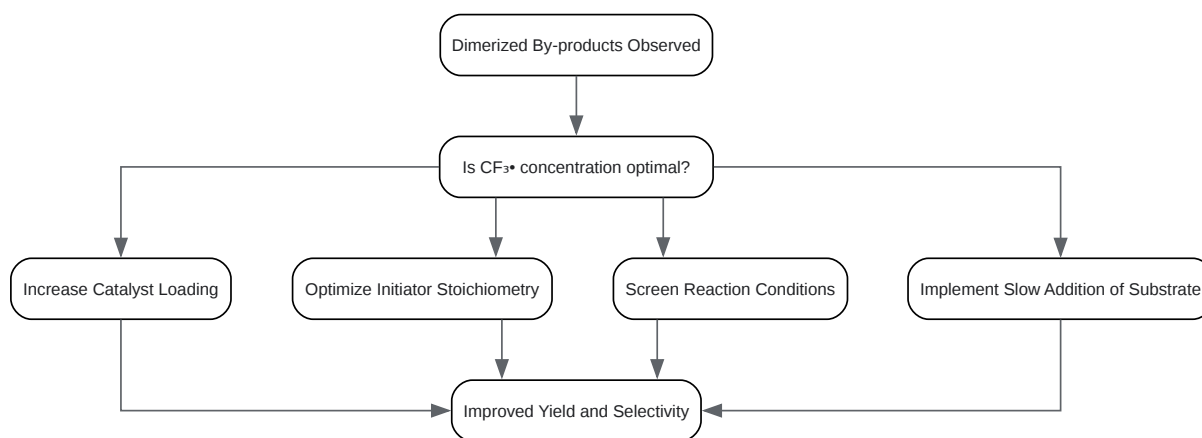 Dimerized By-products Observed
Is CF₃• concentration optimal?
Increase Catalyst Loading
Optimize Initiator Stoichiometry
Screen Reaction Conditions
Implement Slow Addition of Substrate
Improved Yield and Selectivity